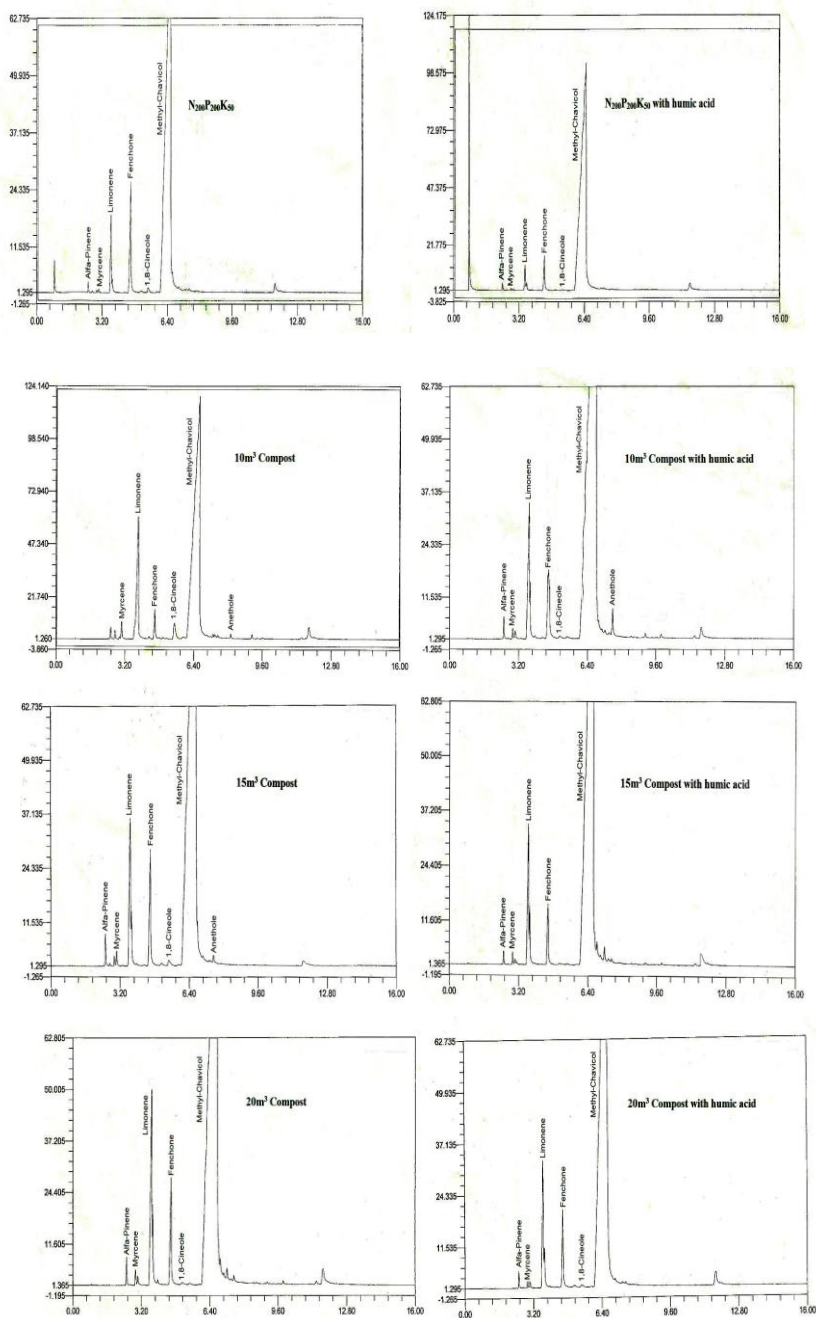 62.735
49.935
37.135
24.335
11.535
1.295
-1.265
0.00
3.20
6.40
9.60
12.80
16.00
Alfa-Pinene
Myrcene
Limonene
Fenchone
1,8-Cineole
Methyl-Chavicol
N₂₀₀P₂₀₀K₅₀
124.175
98.575
72.975
47.375
21.775
1.295
-3.825
0.00
3.20
6.40
9.60
12.80
16.00
Alfa-Pinene
Myrcene
Limonene
Fenchone
1,8-Cineole
Methyl-Chavicol
N₂₀₀P₂₀₀K₅₀ with humic acid
124.140
98.540
72.940
47.340
21.740
1.260
-3.860
0.00
3.20
6.40
9.60
12.80
16.00
Myrcene
Limonene
Fenchone
1,8-Cineole
Methyl-Chavicol
Anethole
10m³ Compost
62.735
49.935
37.135
24.335
11.535
1.295
-1.265
0.00
3.20
6.40
9.60
12.80
16.00
Alfa-Pinene
Myrcene
Limonene
Fenchone
1,8-Cineole
Methyl-Chavicol
Anethole
10m³ Compost with humic acid
62.735
49.935
37.135
24.335
11.535
1.295
-1.265
0.00
3.20
6.40
9.60
12.80
16.00
Alfa-Pinene
Myrcene
Limonene
Fenchone
1,8-Cineole
Methyl-Chavicol
Anethole
15m³ Compost
62.805
50.005
37.205
24.405
11.605
1.365
-1.195
0.00
3.20
6.40
9.60
12.80
16.00
Alfa-Pinene
Myrcene
Limonene
Fenchone
Methyl-Chavicol
15m³ Compost with humic acid
62.805
50.005
37.205
24.405
11.605
1.365
-1.195
0.00
3.20
6.40
9.60
12.80
16.00
Alfa-Pinene
Myrcene
Limonene
Fenchone
1,8-Cineole
Methyl-Chavicol
20m³ Compost
62.735
49.935
37.135
24.335
11.535
1.295
-1.265
0.00
3.20
6.40
9.60
12.80
16.00
Alfa-Pinene
Myrcene
Limonene
Fenchone
1,8-Cineole
Methyl-Chavicol
20m³ Compost with humic acid